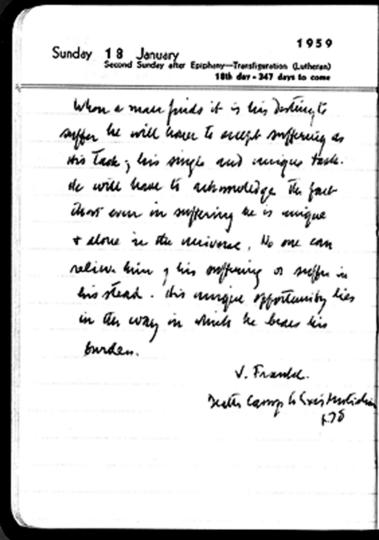 1959
Sunday 18 January
Second Sunday after Epiphany—Transfiguration (Lutheran)
18th day - 347 days to come
When a man finds it is his destiny to
suffer he will have to accept suffering as
his task; his single and unique task.
He will have to acknowledge the fact
that even in suffering he is unique
& alone in the universe. No one can
relieve him of his suffering or suffer in
his stead. His unique opportunity lies
in the way in which he bears his
burden.
V. Frankl.
Death Camp to Existentialism
p.78